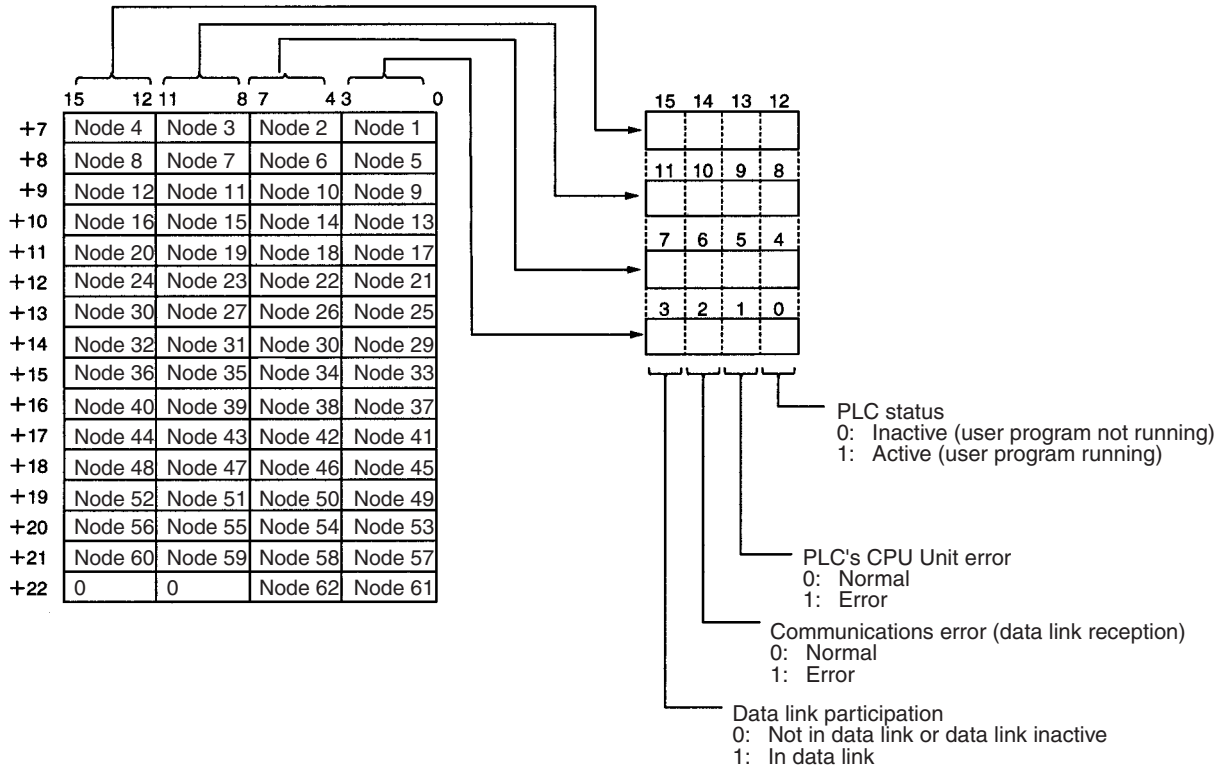 15 12 11 8 7 4 3 0
+7 Node 4 Node 3 Node 2 Node 1
+8 Node 8 Node 7 Node 6 Node 5
+9 Node 12 Node 11 Node 10 Node 9
+10 Node 16 Node 15 Node 14 Node 13
+11 Node 20 Node 19 Node 18 Node 17
+12 Node 24 Node 23 Node 22 Node 21
+13 Node 30 Node 27 Node 26 Node 25
+14 Node 32 Node 31 Node 30 Node 29
+15 Node 36 Node 35 Node 34 Node 33
+16 Node 40 Node 39 Node 38 Node 37
+17 Node 44 Node 43 Node 42 Node 41
+18 Node 48 Node 47 Node 46 Node 45
+19 Node 52 Node 51 Node 50 Node 49
+20 Node 56 Node 55 Node 54 Node 53
+21 Node 60 Node 59 Node 58 Node 57
+22 0 0 Node 62 Node 61
15 14 13 12
11 10 9 8
7 6 5 4
3 2 1 0
PLC status
0: Inactive (user program not running)
1: Active (user program running)
PLC's CPU Unit error
0: Normal
1: Error
Communications error (data link reception)
0: Normal
1: Error
Data link participation
0: Not in data link or data link inactive
1: In data link